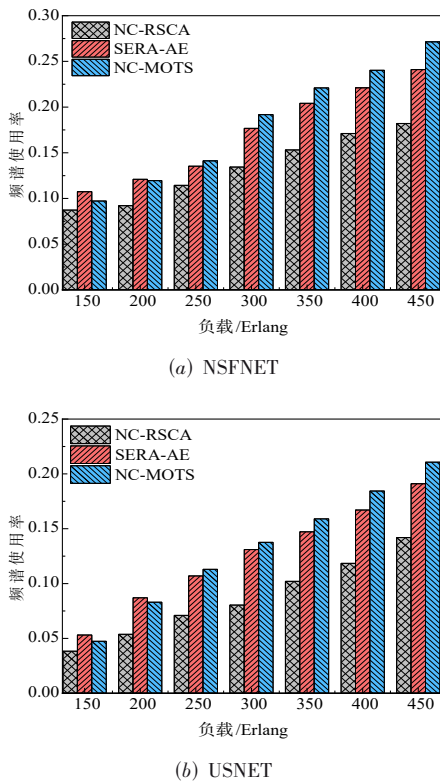 0.30
NC-RSCA
SERA-AE
NC-MOTS
0.25
0.20
0.15
0.10
0.05
0.00
频谱使用率
150 200 250 300 350 400 450
负载/Erlang
(a) NSFNET
0.25
NC-RSCA
SERA-AE
NC-MOTS
0.20
0.15
0.10
0.05
0.00
频谱使用率
150 200 250 300 350 400 450
负载/Erlang
(b) USNET